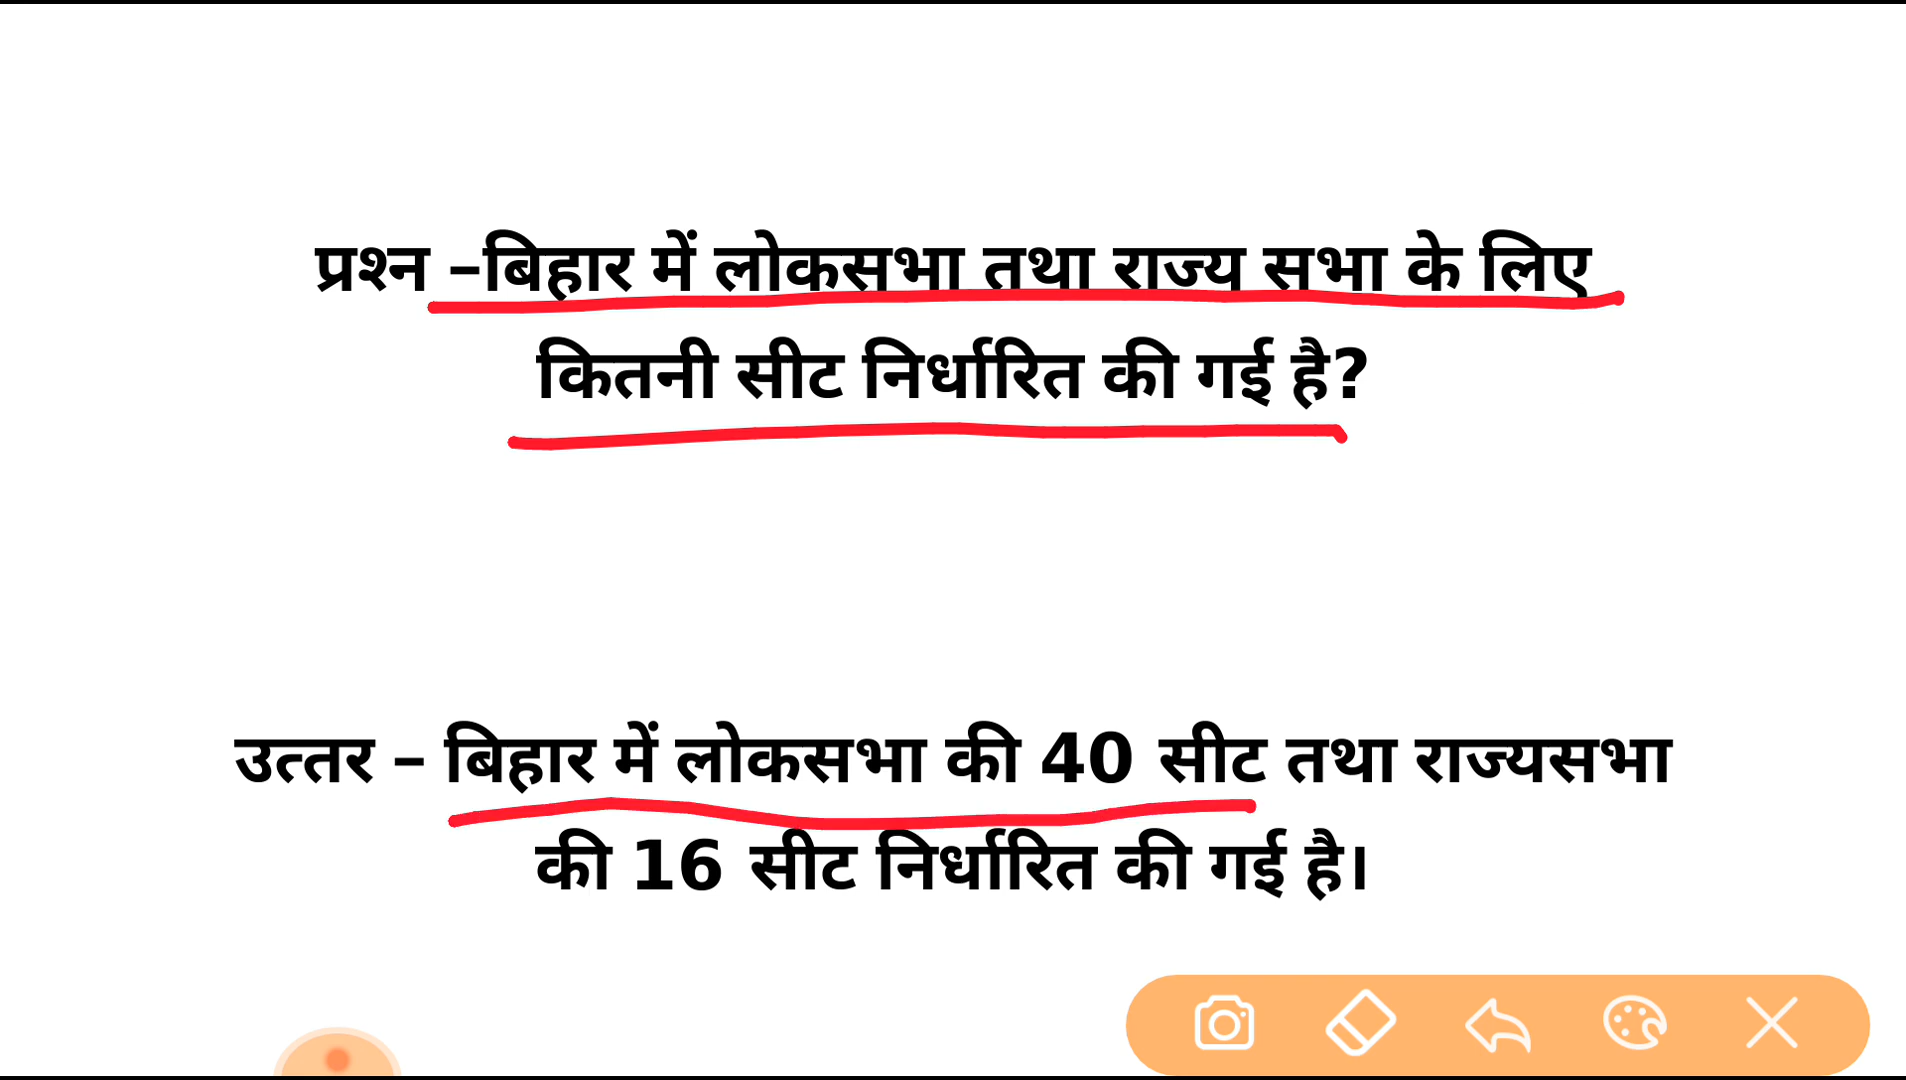 प्रश्न –बिहार में लोकसभा तथा राज्य सभा के लिए
कितनी सीट निर्धारित की गई है?
उत्तर – बिहार में लोकसभा की 40 सीट तथा राज्यसभा
की 16 सीट निर्धारित की गई है।